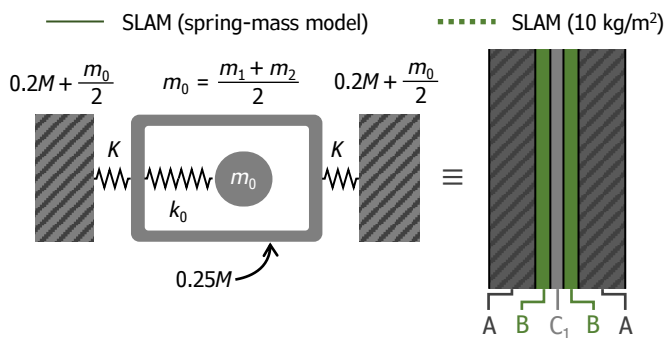 SLAM (spring-mass model) SLAM (10 kg/m²)
0.2M + m₀/2 m₀ = (m₁ + m₂)/2 0.2M + m₀/2
K K
m₀
k₀
≡
0.25M
A B C₁ B A